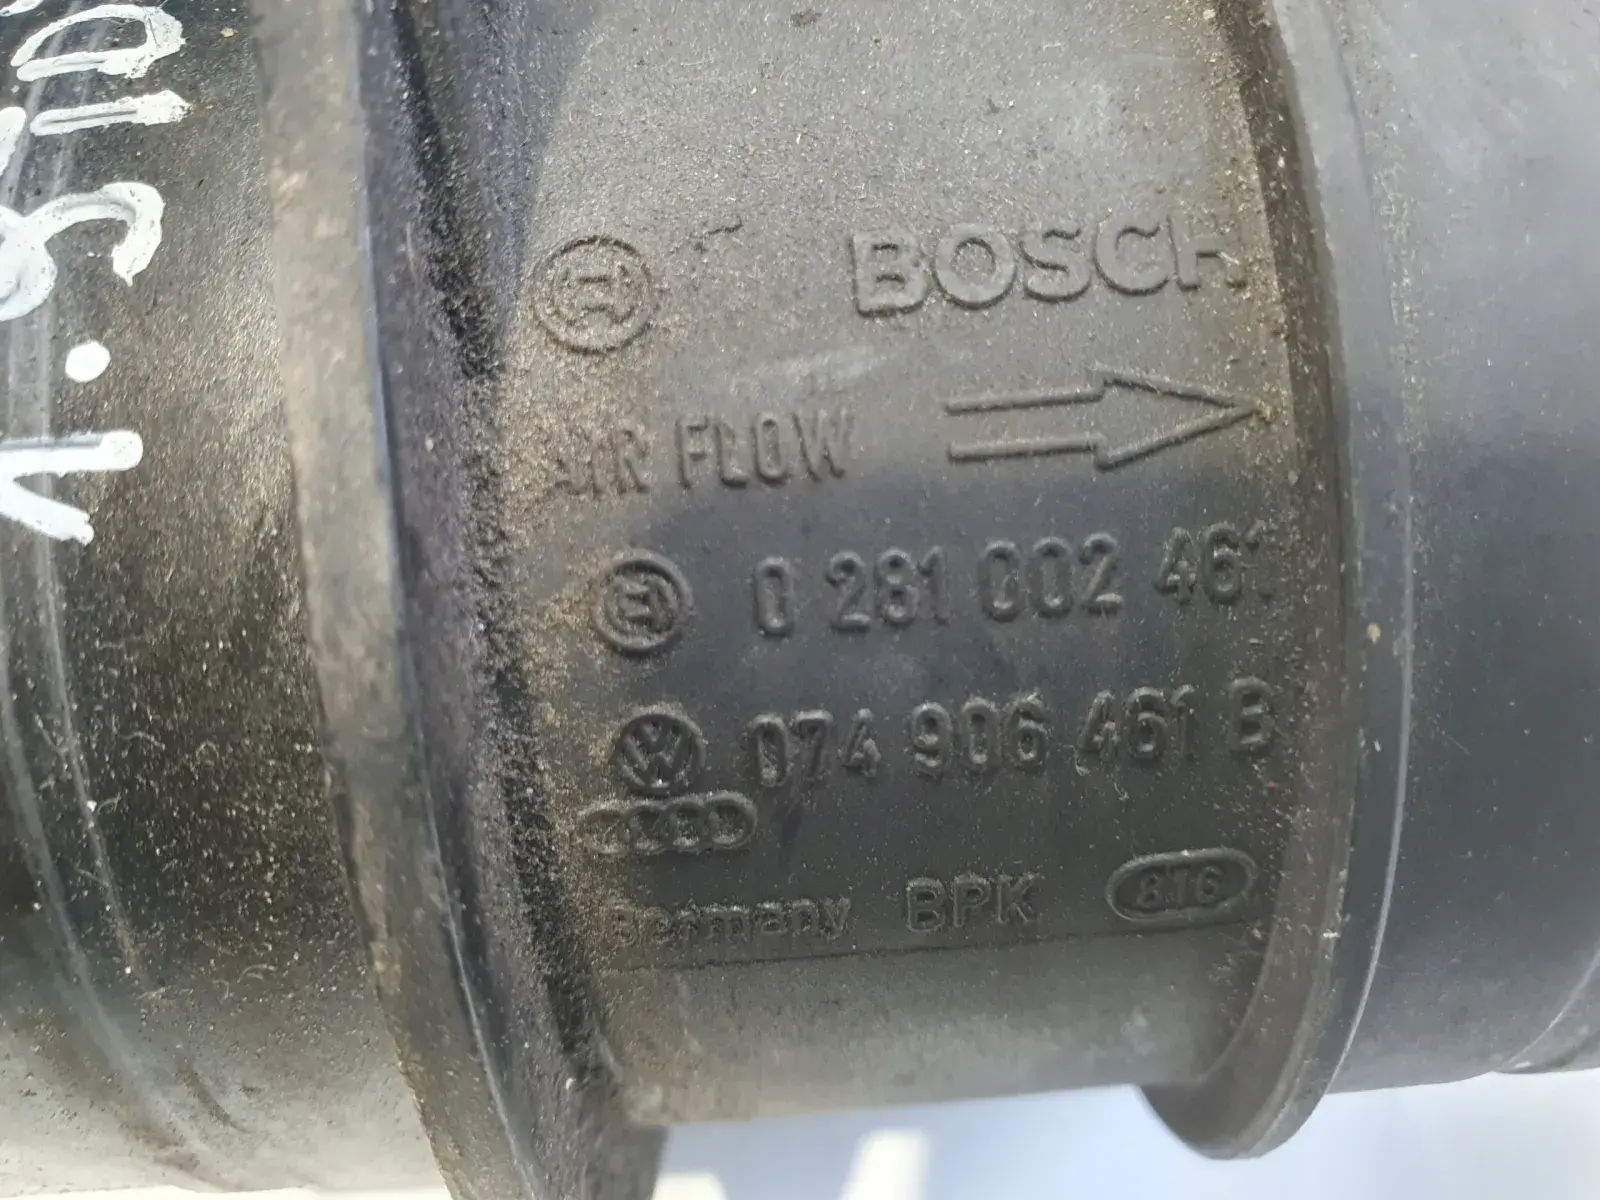 BOSCH
AIR FLOW
0 281 002 461
074 906 461 B
Germany BPK 816